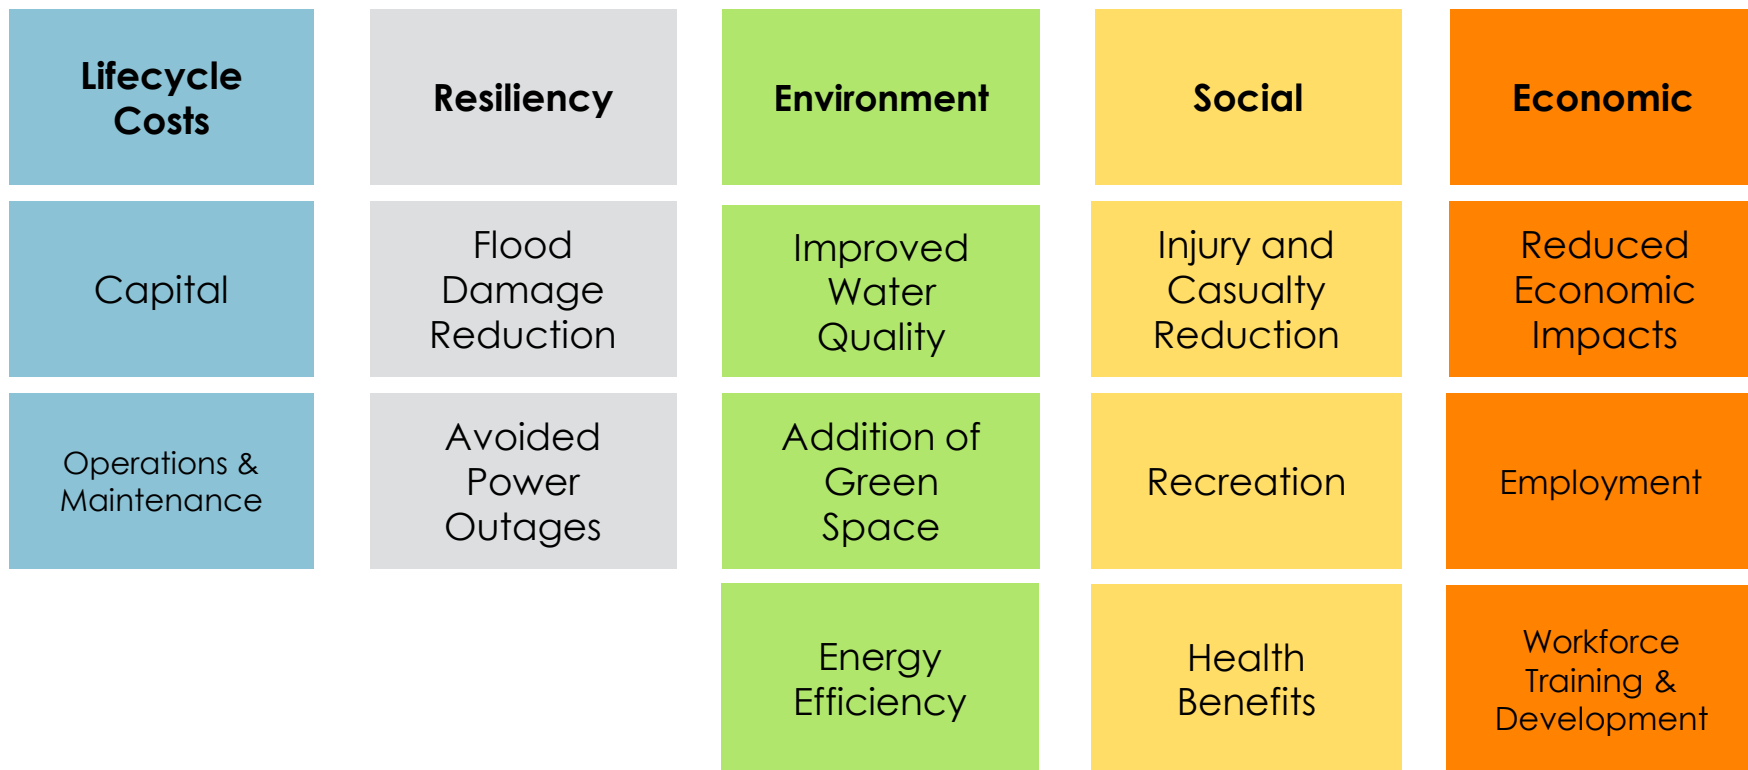 Lifecycle
Costs
Resiliency
Environment
Social
Economic
Capital
Flood
Damage
Reduction
Improved
Water
Quality
Injury and
Casualty
Reduction
Reduced
Economic
Impacts
Operations &
Maintenance
Avoided
Power
Outages
Addition of
Green
Space
Recreation
Employment
Energy
Efficiency
Health
Benefits
Workforce
Training &
Development